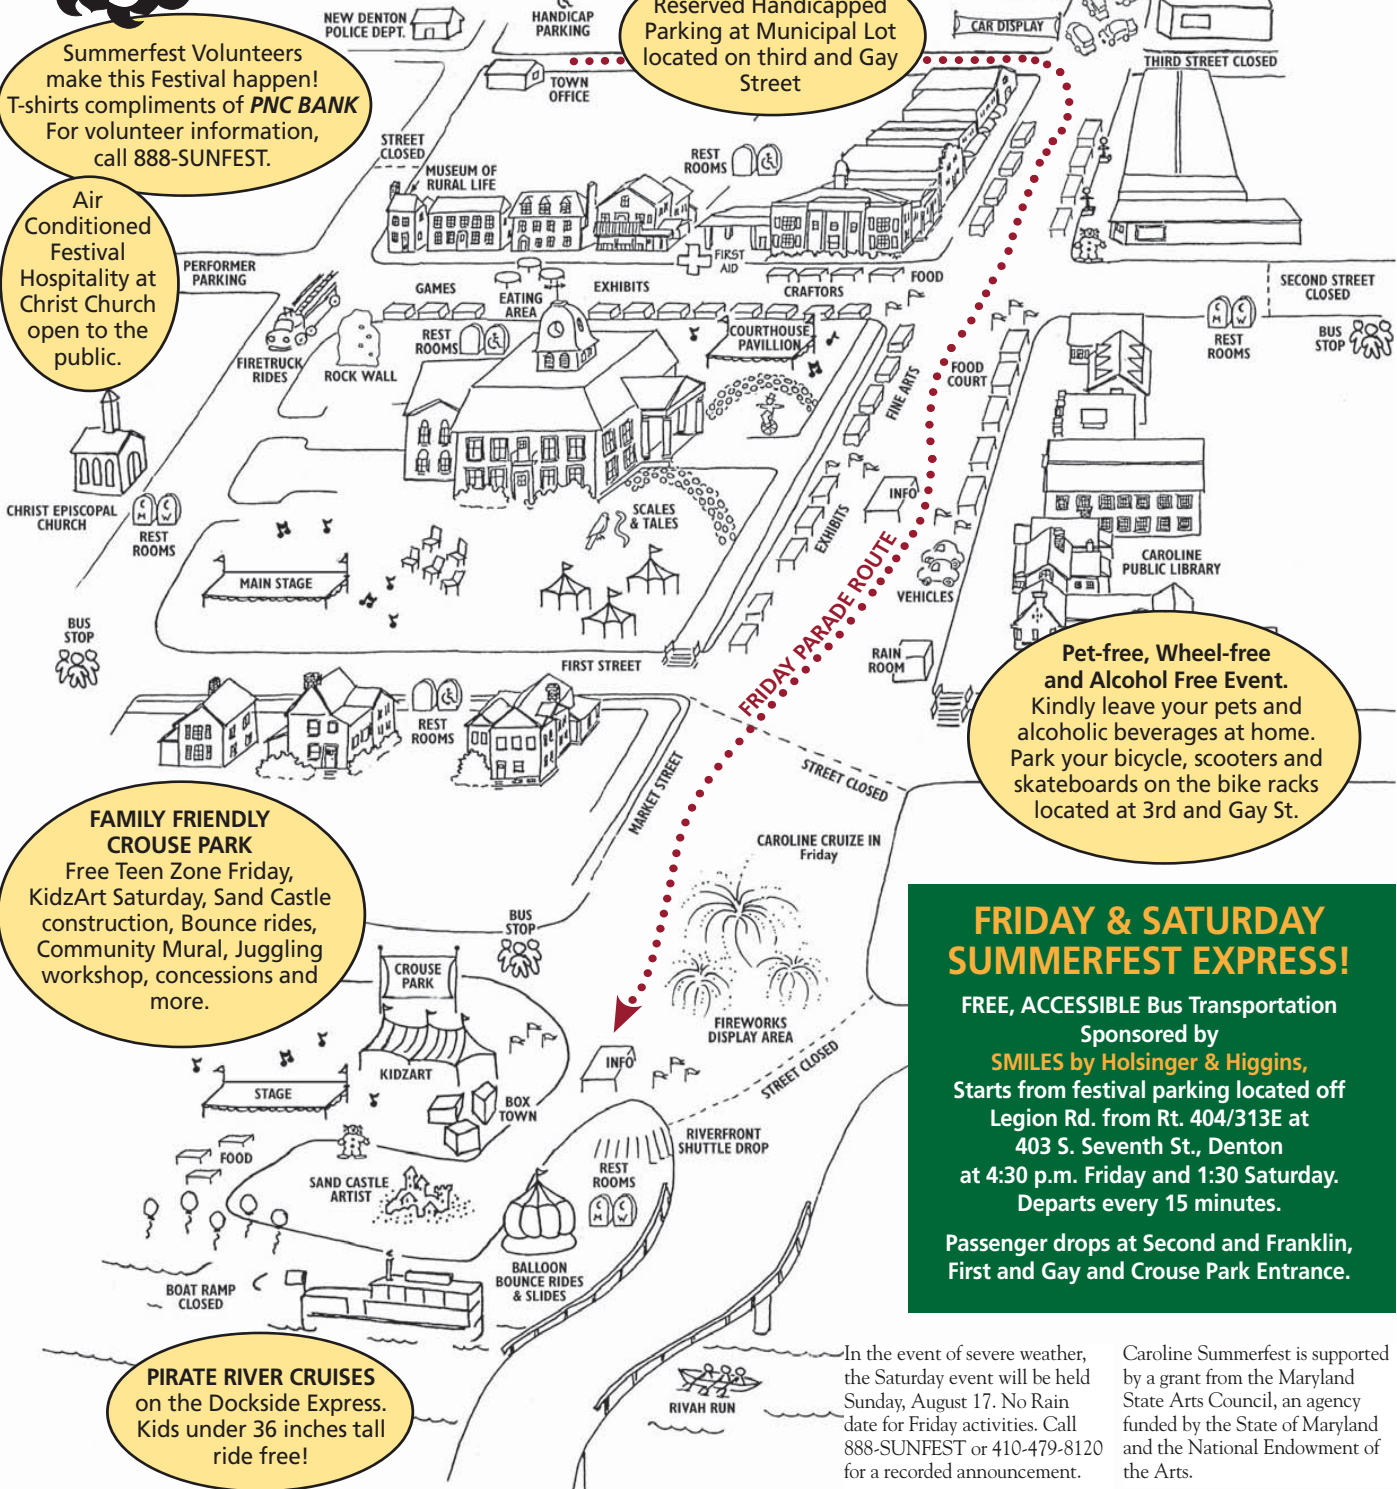 NEW DENTON
POLICE DEPT.
HANDICAP
PARKING
Reserved Handicapped
Parking at Municipal Lot
located on third and Gay
Street
CAR DISPLAY
THIRD STREET CLOSED
Summerfest Volunteers
make this Festival happen!
T-shirts compliments of PNC BANK
For volunteer information,
call 888-SUNFEST.
TOWN
OFFICE
STREET
CLOSED
MUSEUM OF
RURAL LIFE
REST
ROOMS
Air
Conditioned
Festival
Hospitality at
Christ Church
open to the
public.
PERFORMER
PARKING
FIRST
AID
GAMES
EATING
AREA
EXHIBITS
CRAFTORS
FOOD
SECOND STREET
CLOSED
FIRETRUCK
RIDES
ROCK WALL
REST
ROOMS
COURTHOUSE
PAVILLION
FINE ARTS
FOOD
COURT
C
M
C
W
REST
ROOMS
BUS
STOP
CHRIST EPISCOPAL
CHURCH
C
M
C
W
REST
ROOMS
SCALES
& TALES
INFO
EXHIBITS
MAIN STAGE
VEHICLES
CAROLINE
PUBLIC LIBRARY
BUS
STOP
FIRST STREET
RAIN
ROOM
FRIDAY PARADE ROUTE
Pet-free, Wheel-free
and Alcohol Free Event.
Kindly leave your pets and
alcoholic beverages at home.
Park your bicycle, scooters and
skateboards on the bike racks
located at 3rd and Gay St.
REST
ROOMS
MARKET STREET
STREET CLOSED
FAMILY FRIENDLY
CROUSE PARK
Free Teen Zone Friday,
KidzArt Saturday, Sand Castle
construction, Bounce rides,
Community Mural, Juggling
workshop, concessions and
more.
CAROLINE CRUIZE IN
Friday
BUS
STOP
CROUSE
PARK
FIREWORKS
DISPLAY AREA
STREET CLOSED
KIDZART
INFO
STAGE
BOX
TOWN
FOOD
SAND CASTLE
ARTIST
RIVERFRONT
SHUTTLE DROP
REST
ROOMS
C
M
C
W
BALLOON
BOUNCE RIDES
& SLIDES
BOAT RAMP
CLOSED
PIRATE RIVER CRUISES
on the Dockside Express.
Kids under 36 inches tall
ride free!
RIVAH RUN
FRIDAY & SATURDAY
SUMMERFEST EXPRESS!
FREE, ACCESSIBLE Bus Transportation
Sponsored by
SMILES by Holsinger & Higgins,
Starts from festival parking located off
Legion Rd. from Rt. 404/313E at
403 S. Seventh St., Denton
at 4:30 p.m. Friday and 1:30 Saturday.
Departs every 15 minutes.
Passenger drops at Second and Franklin,
First and Gay and Crouse Park Entrance.
In the event of severe weather,
the Saturday event will be held
Sunday, August 17. No Rain
date for Friday activities. Call
888-SUNFEST or 410-479-8120
for a recorded announcement.
Caroline Summerfest is supported
by a grant from the Maryland
State Arts Council, an agency
funded by the State of Maryland
and the National Endowment of
the Arts.